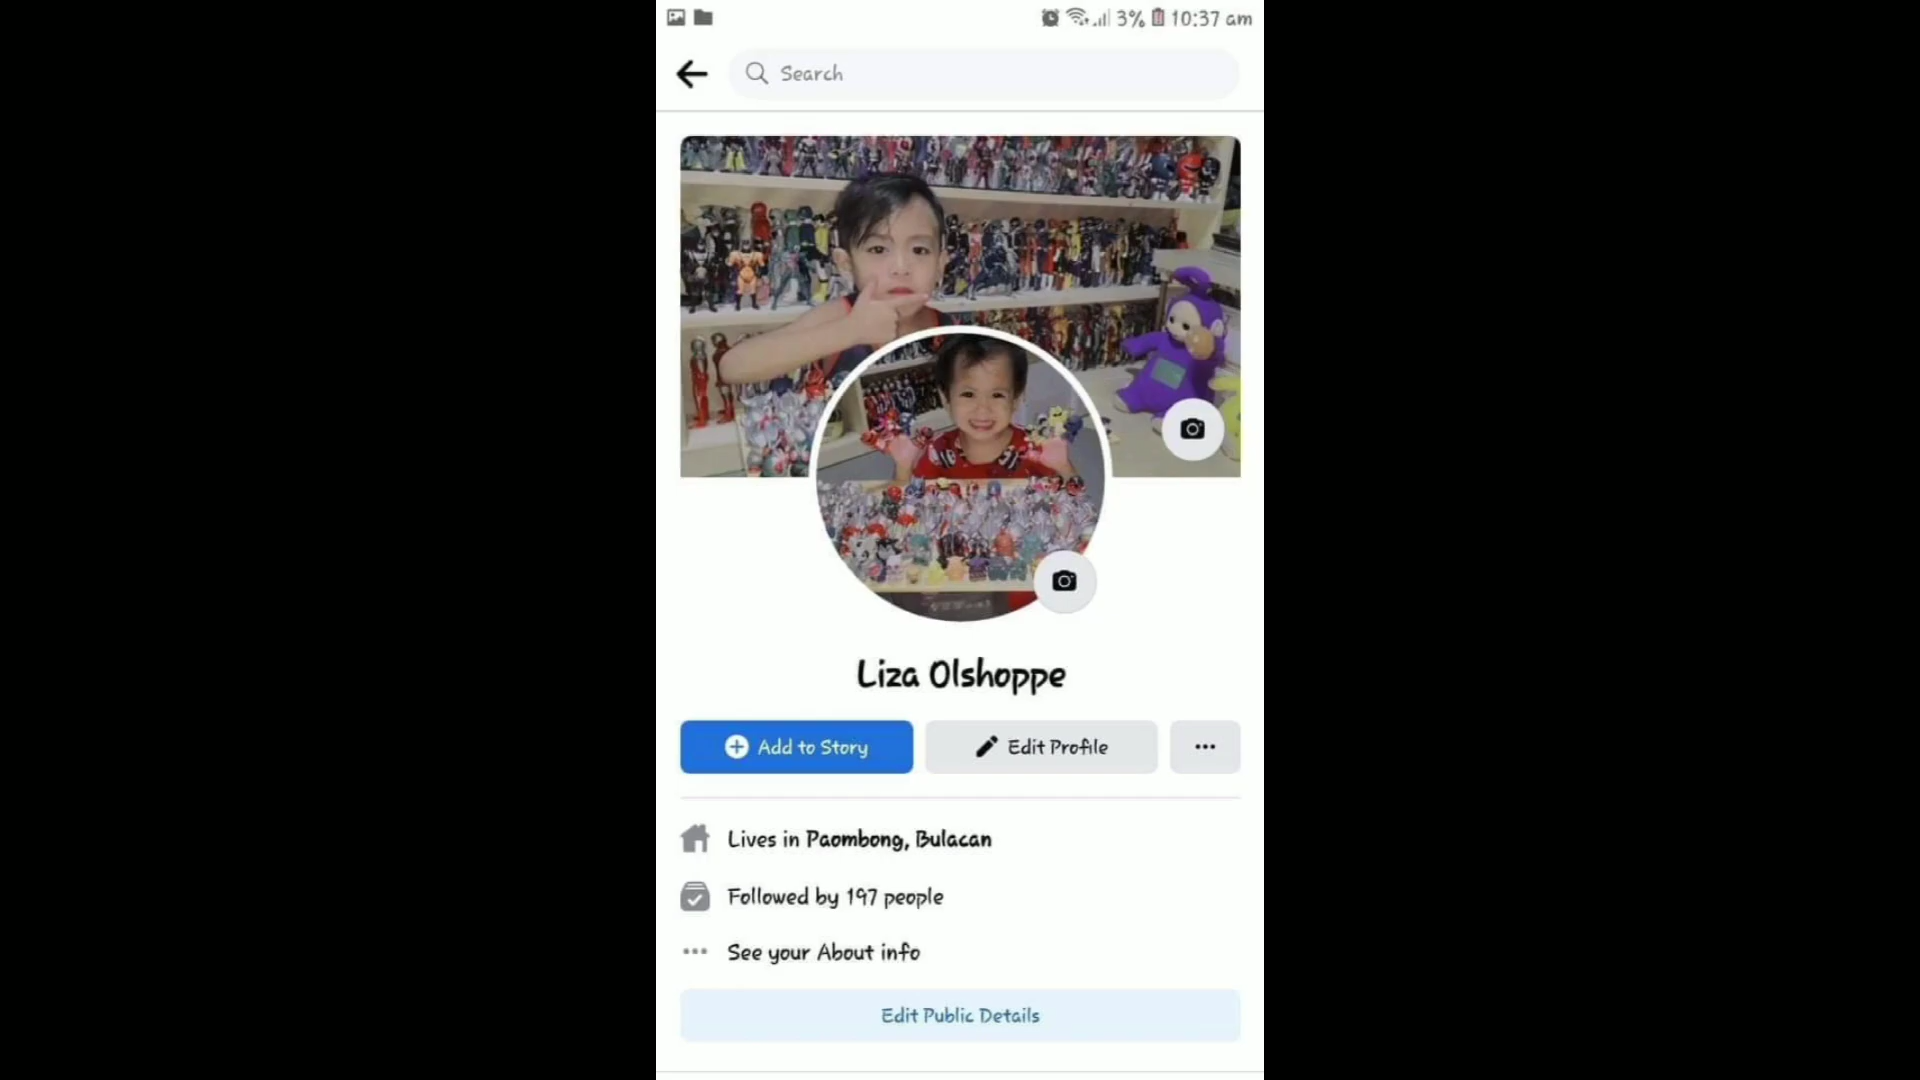 3% 10:37 am
Search
Liza Olshoppe
Add to Story
Edit Profile
Lives in Paombong, Bulacan
Followed by 197 people
See your About info
Edit Public Details